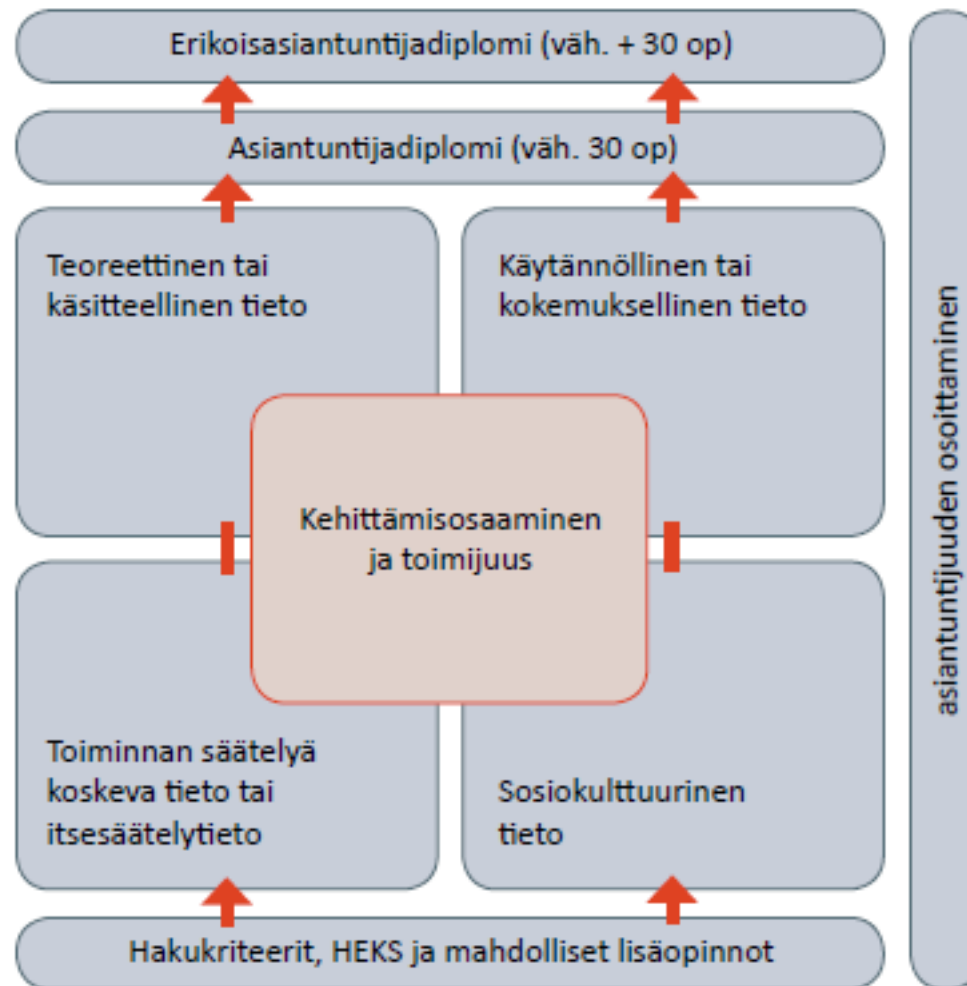 Erikoisasiantuntijadiplomi (väh. + 30 op)
Asiantuntijadiplomi (väh. 30 op)
Teoreettinen tai
käsitteellinen tieto
Käytännöllinen tai
kokemuksellinen tieto
Kehittämisosaaminen
ja toimijuus
Toiminnan säätelyä
koskeva tieto tai
itsesäätelytieto
Sosiokulttuurinen
tieto
Hakukriteerit, HEKS ja mahdolliset lisäopinnot
asiantuntijuuden osoittaminen